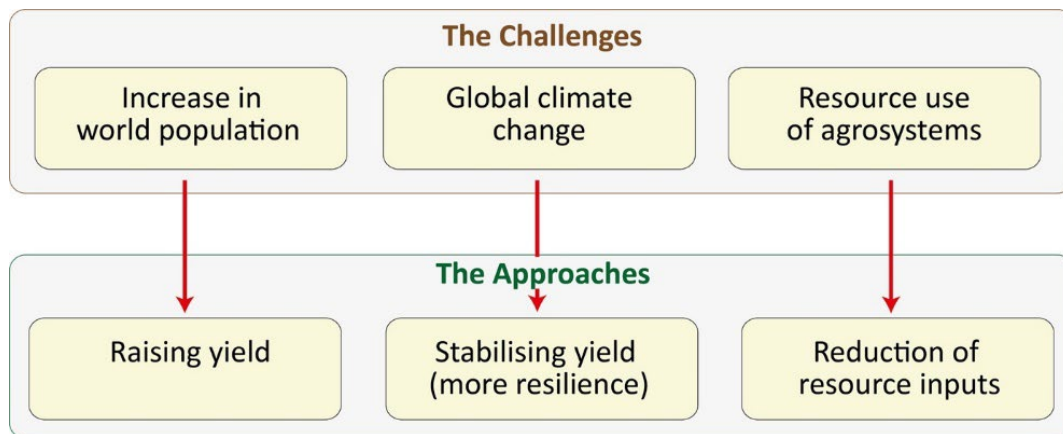 The Challenges
Increase in
world population
Global climate
change
Resource use
of agrosystems
The Approaches
Raising yield
Stabilising yield
(more resilience)
Reduction of
resource inputs